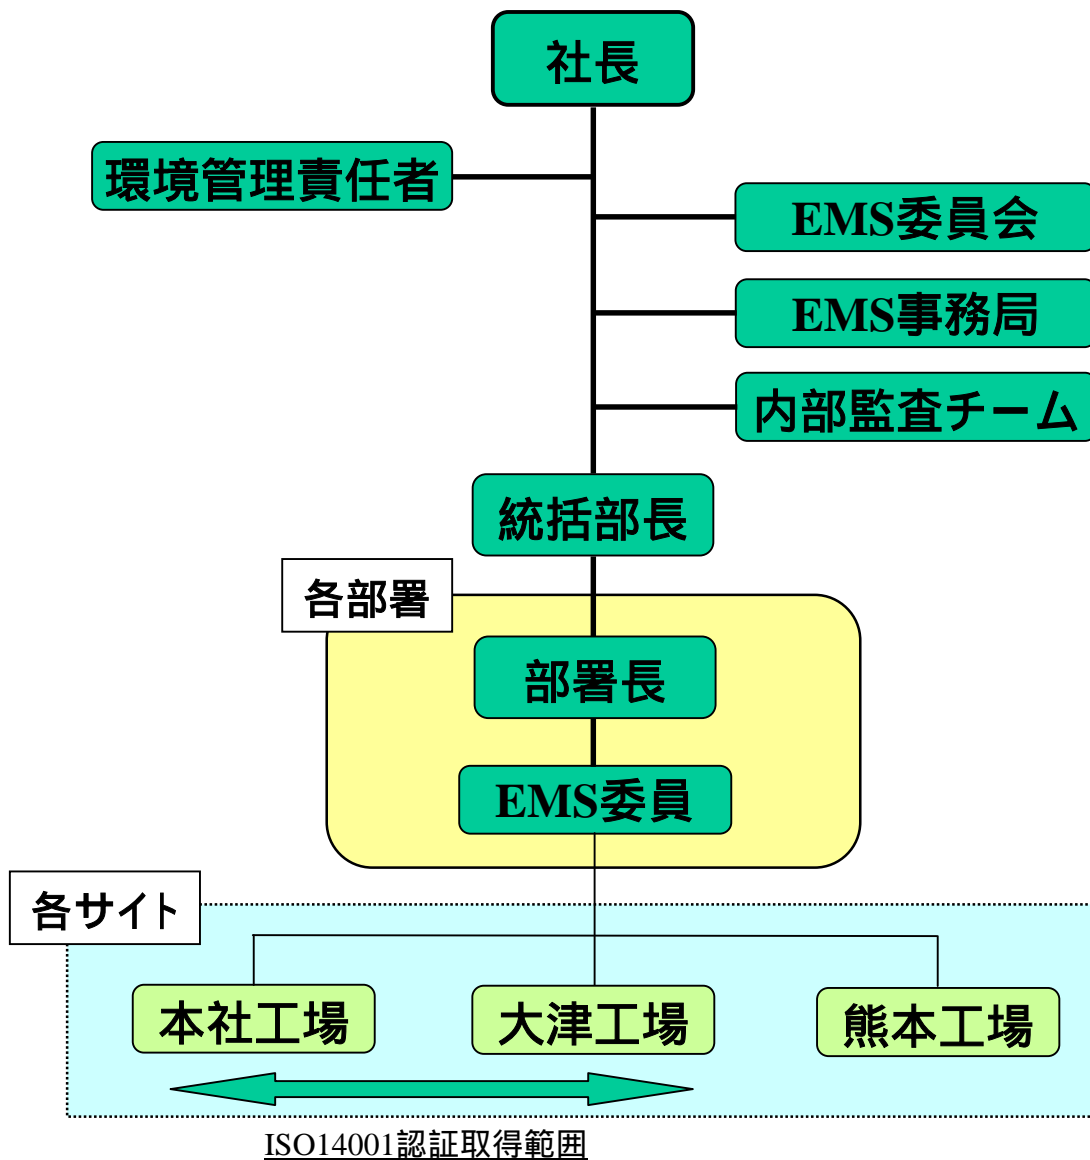 社長
環境管理責任者
EMS委員会
EMS事務局
内部監査チーム
統括部長
各部署
部署長
EMS委員
各サイト
本社工場
大津工場
熊本工場
ISO14001認証取得範囲